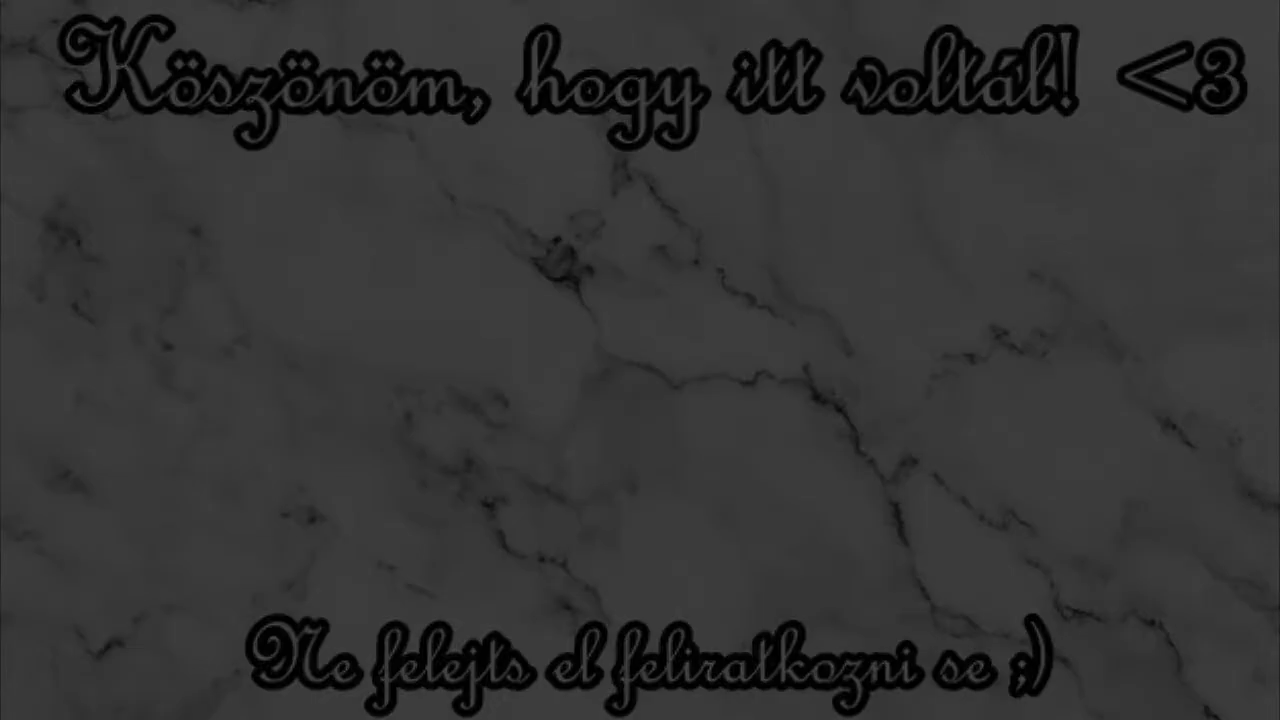 Köszönöm, hogy itt voltál! <3
Ne felejts el feliratkozni se ;)